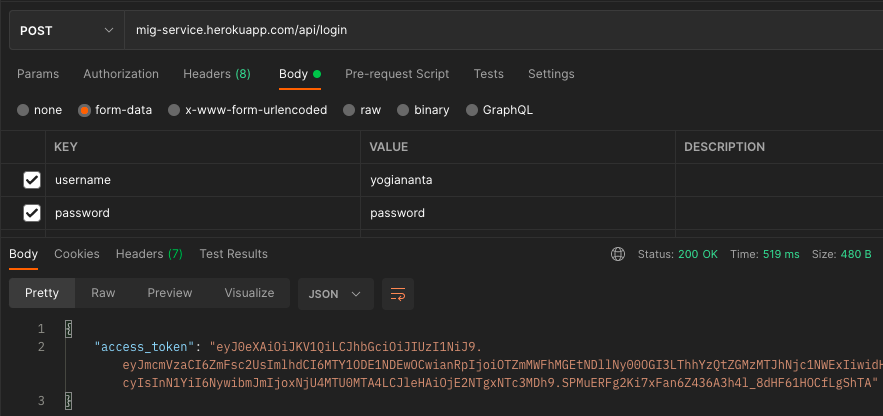 POST mig-service.herokuapp.com/api/login
Params Authorization Headers (8) Body Pre-request Script Tests Settings
none form-data x-www-form-urlencoded raw binary GraphQL
KEY VALUE DESCRIPTION
username yogiananta
password password
Body Cookies Headers (7) Test Results Status: 200 OK Time: 519 ms Size: 480 B
Pretty Raw Preview Visualize JSON
1 {
2 "access_token": "eyJ0eXAiOiJKV1QiLCJhbGciOiJIUzI1NiJ9.
eyJmcmVzaCI6ZmFsc2UsImlhdCI6MTY1ODE1NDEwOCwianRpIjoiOTZmMWFhMGEtNDllNy00OGI3LThhYzQtZGMzMTJhNjc1NWExIiwidH
cyIsInN1YiI6NywibmJmIjoxNjU4MTU0MTA4LCJleHAiOjE2NTgxNTc3MDh9.SPMuERFg2Ki7xFan6Z436A3h4l_8dHF61HOCfLgShTA"
3 }